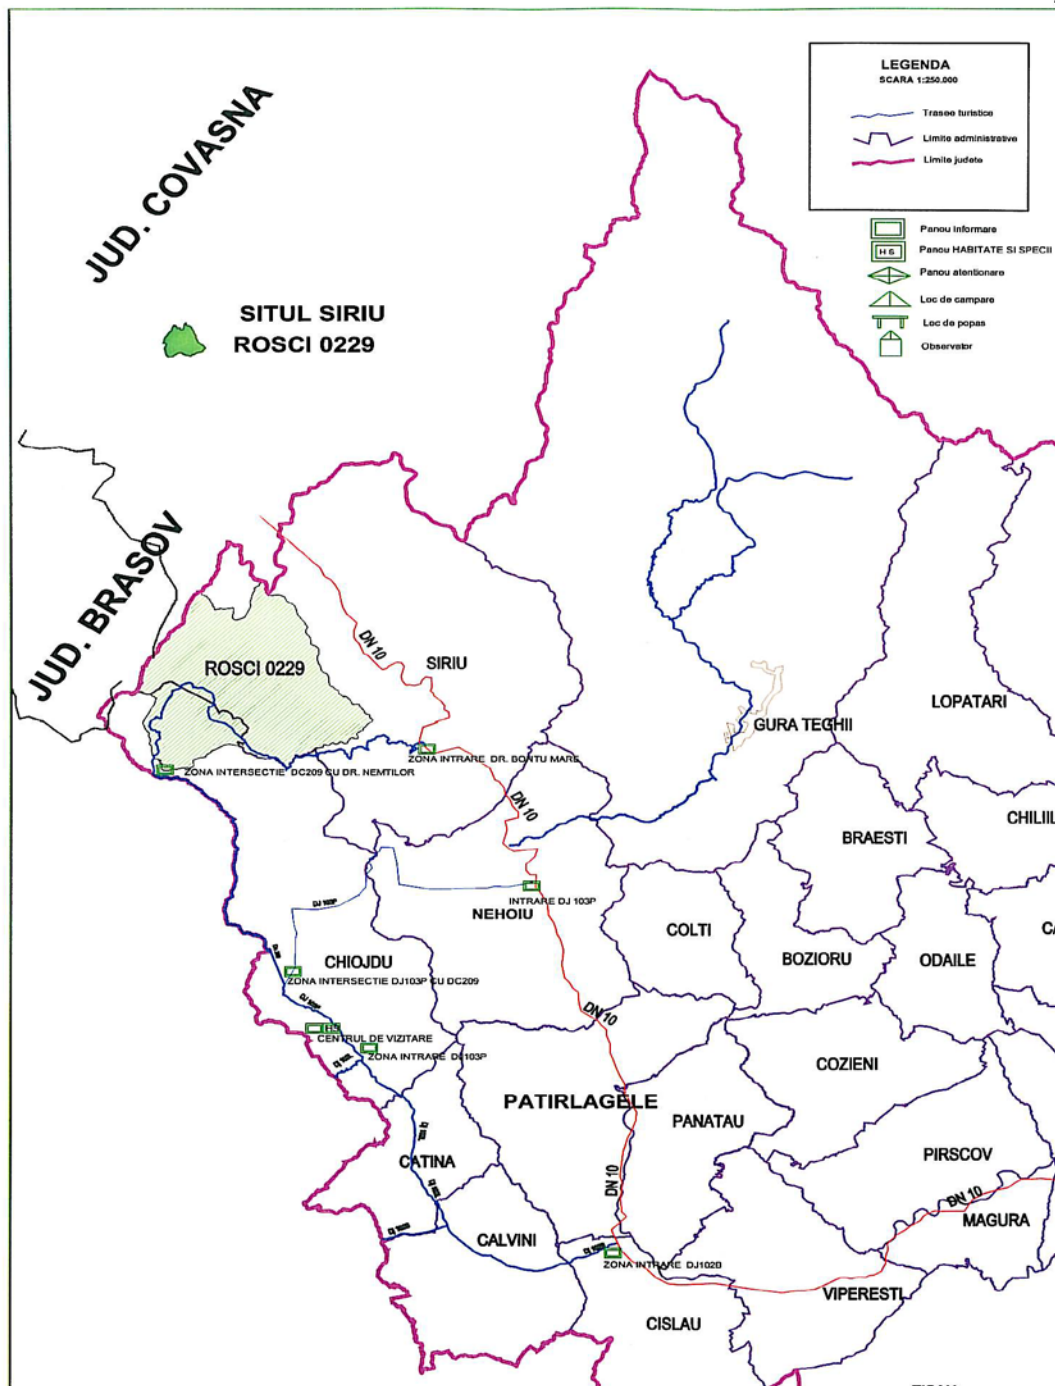 LEGENDA
SCARA 1:250.000
Trasee turistice
Limite administrative
Limite judete
JUD. COVASNA
Panou informare
H S
Panou HABITATE SI SPECII
Panou atentionare
Loc de campare
Loc de popas
Observator
SITUL SIRIU
ROSCI 0229
JUD. BRASOV
DN 10
SIRIU
ROSCI 0229
LOPATARI
GURA TEGHII
ZONA INTRARE DR. BONTU MARE
ZONA INTERSECTIE DC209 CU DR. NEMTILOR
DN 10
BRAESTI
DJ 103P
INTRARE DJ 103P
NEHOIU
COLTI
BOZIORU
ODAILE
CHIOJDU
ZONA INTERSECTIE DJ103P CU DC209
DJ 103P
DN 10
CENTRUL DE VIZITARE
ZONA INTRARE DJ103P
COZIENI
PATIRLAGELE
PANATAU
PIRSCOV
CATINA
DN 10
DN 10
MAGURA
CALVINI
ZONA INTRARE DJ102B
VIPERESTI
CISLAU